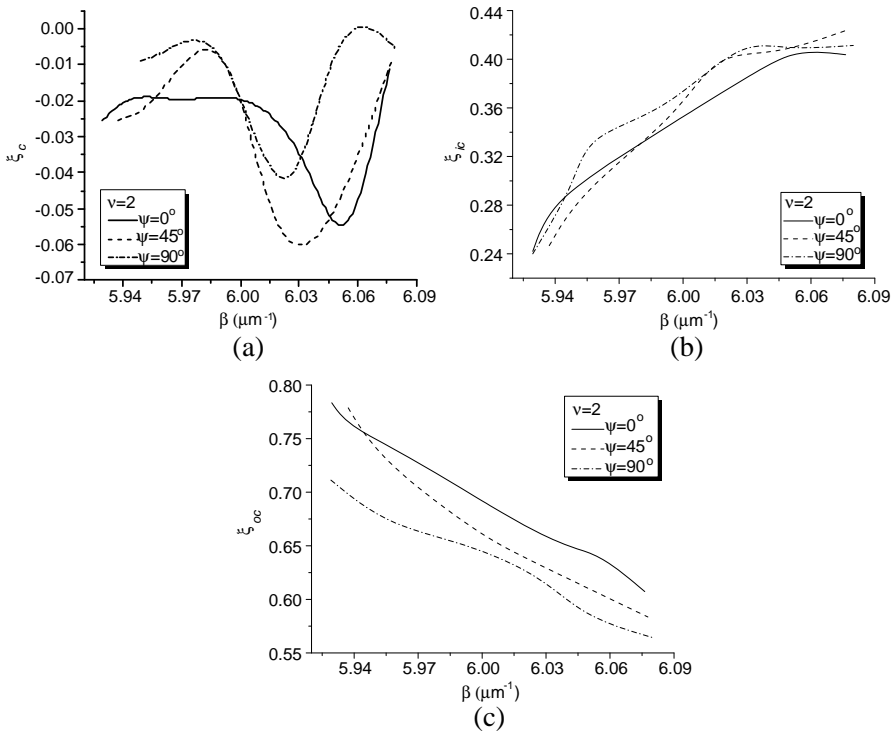 0.00
-0.01
-0.02
-0.03
-0.04
-0.05
-0.06
-0.07
ξc
ν=2
ψ=0°
ψ=45°
ψ=90°
5.94 5.97 6.00 6.03 6.06 6.09
β (μm-1)
(a)
0.44
0.40
0.36
0.32
0.28
0.24
ξic
ν=2
ψ=0°
ψ=45°
ψ=90°
5.94 5.97 6.00 6.03 6.06 6.09
β (μm-1)
(b)
0.80
0.75
0.70
0.65
0.60
0.55
ξoc
ν=2
ψ=0°
ψ=45°
ψ=90°
5.94 5.97 6.00 6.03 6.06 6.09
β (μm-1)
(c)